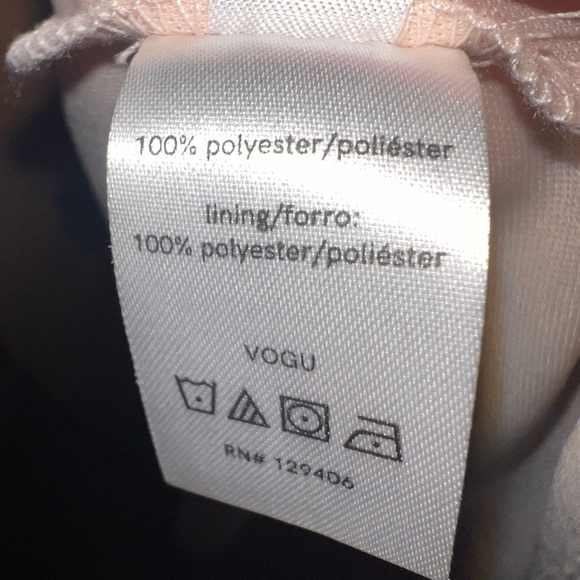 100% polyester/poliéster
lining/forro:
100% polyester/poliéster
VOGU
RN# 129406